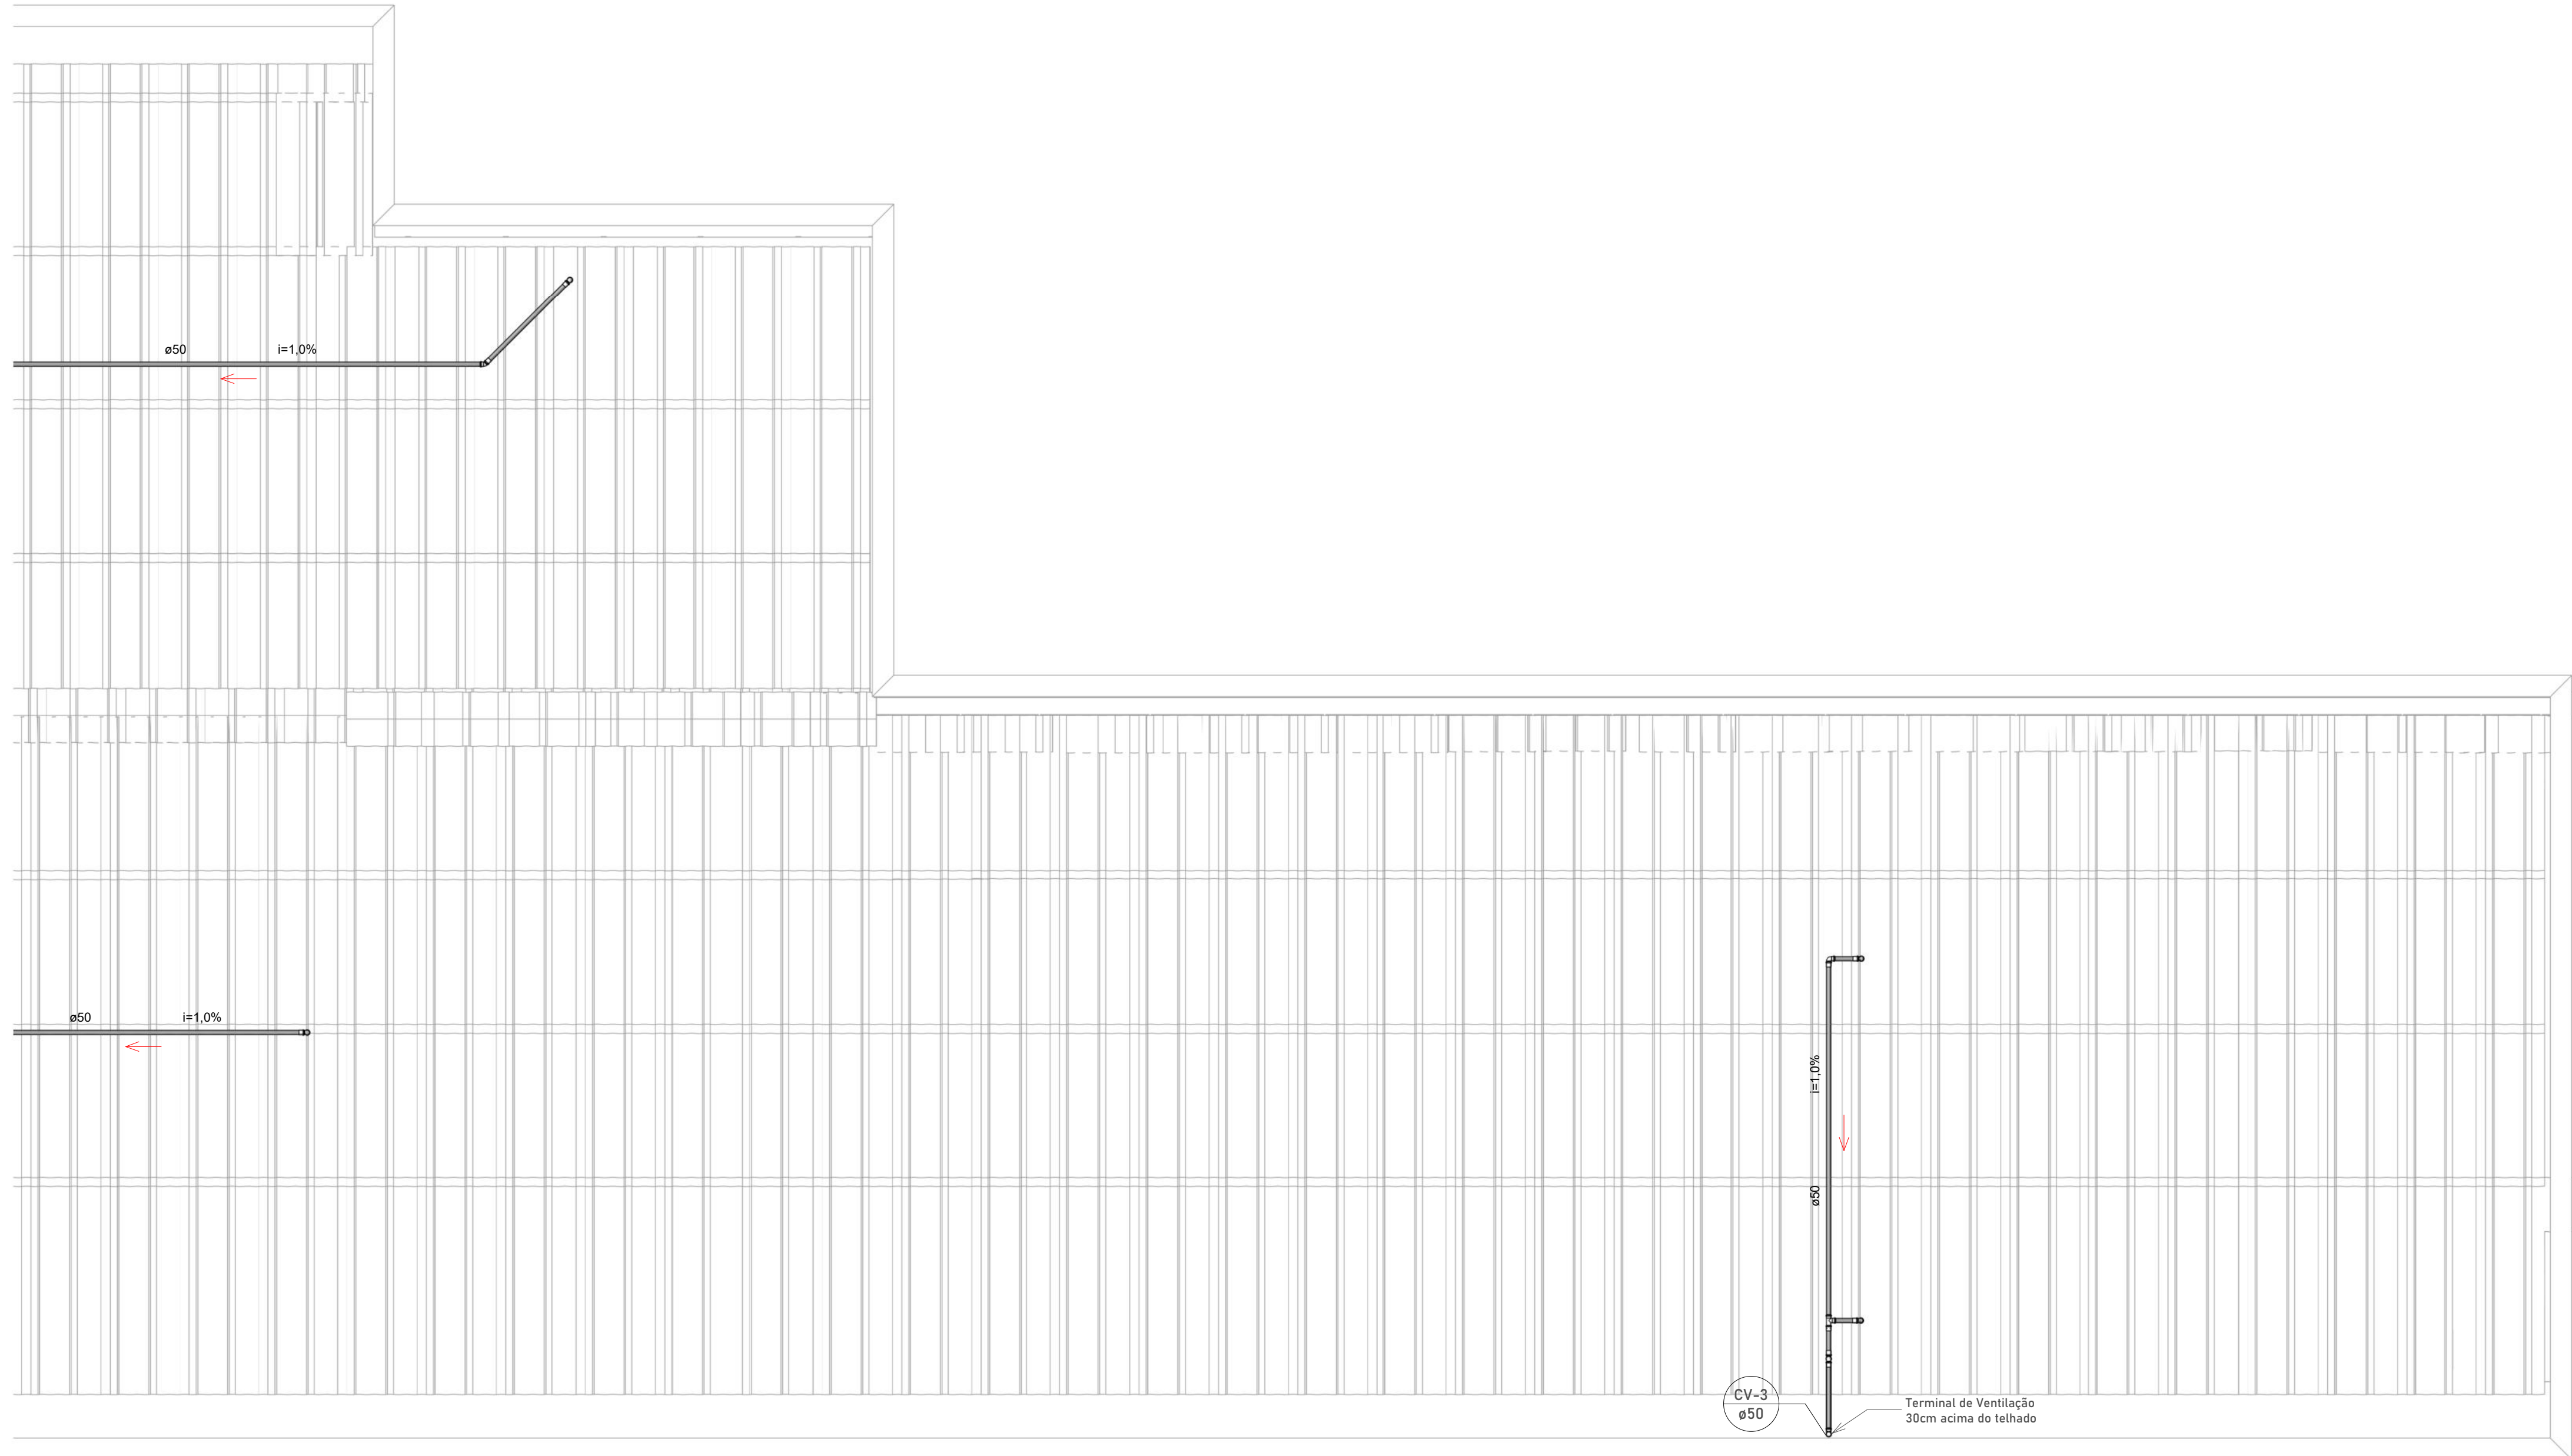 ø50 i=1,0%
ø50 i=1,0%
i=1,0%
ø50
CV-3
ø50
Terminal de Ventilação
30cm acima do telhado